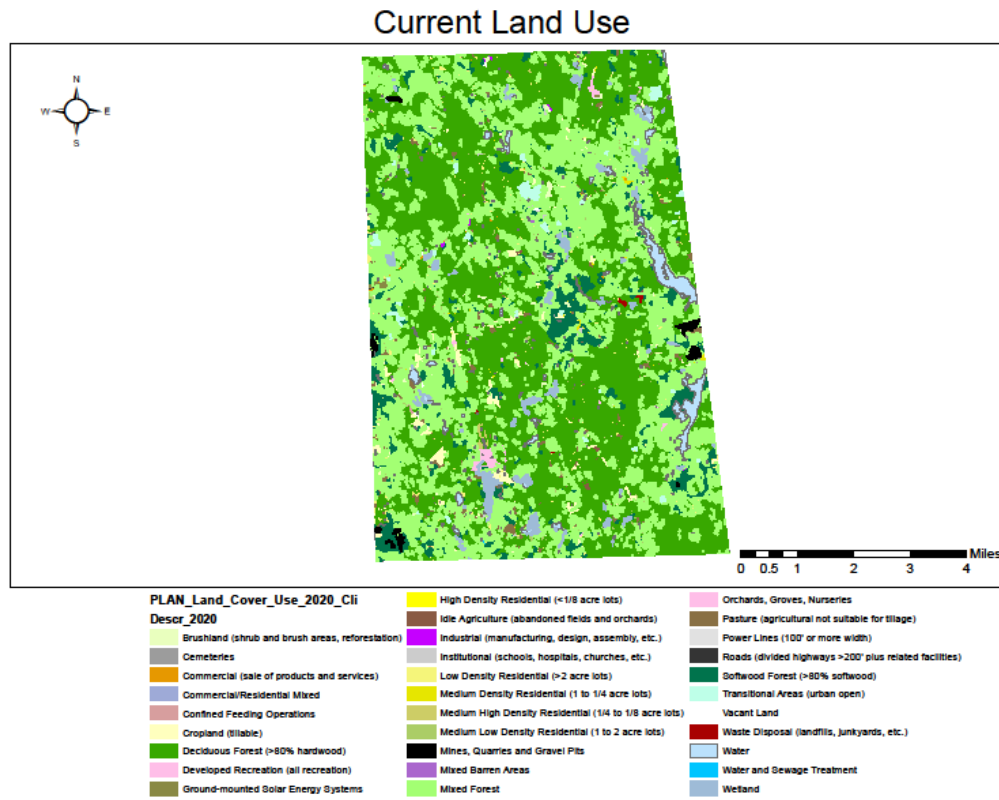 Current Land Use
N
W E
S
Miles
0 0.5 1 2 3 4
PLAN_Land_Cover_Use_2020_Cli
Descr_2020
Brushland (shrub and brush areas, reforestation)
Cemeteries
Commercial (sale of products and services)
Commercial/Residential Mixed
Confined Feeding Operations
Cropland (tillable)
Deciduous Forest (>80% hardwood)
Developed Recreation (all recreation)
Ground-mounted Solar Energy Systems
High Density Residential (<1/8 acre lots)
Idle Agriculture (abandoned fields and orchards)
Industrial (manufacturing, design, assembly, etc.)
Institutional (schools, hospitals, churches, etc.)
Low Density Residential (>2 acre lots)
Medium Density Residential (1 to 1/4 acre lots)
Medium High Density Residential (1/4 to 1/8 acre lots)
Medium Low Density Residential (1 to 2 acre lots)
Mines, Quarries and Gravel Pits
Mixed Barren Areas
Mixed Forest
Orchards, Groves, Nurseries
Pasture (agricultural not suitable for tillage)
Power Lines (100' or more width)
Roads (divided highways >200' plus related facilities)
Softwood Forest (>80% softwood)
Transitional Areas (urban open)
Vacant Land
Waste Disposal (landfills, junkyards, etc.)
Water
Water and Sewage Treatment
Wetland